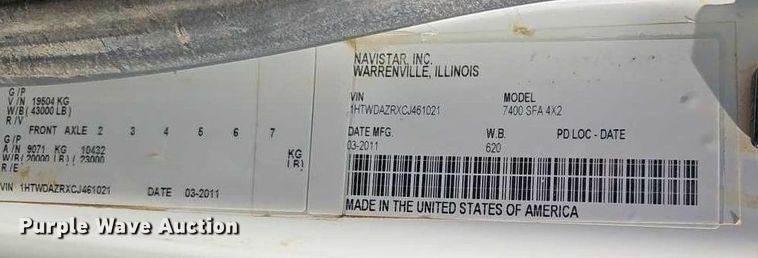 G/P
V/N 19504 KG
W/B( 43000 LB)
R/V
FRONT AXLE 2 3 4 5 6 7
G/P
A/N 9071 KG 10432 KG
W/B( 20000 LB)( 23000 LB)
R/E
VIN 1HTWDAZRXCJ461021 DATE 03-2011
NAVISTAR, INC.
WARRENVILLE, ILLINOIS
VIN MODEL
1HTWDAZRXCJ461021 7400 SFA 4X2
DATE MFG. W.B. PD LOC - DATE
03-2011 620
MADE IN THE UNITED STATES OF AMERICA
Purple Wave Auction